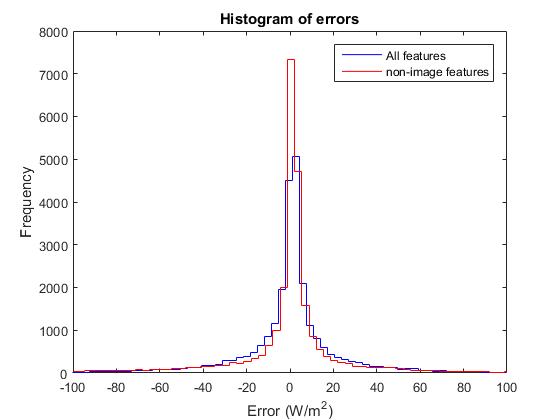 Histogram of errors
8000
7000
6000
5000
4000
3000
2000
1000
0
Frequency
All features
non-image features
-100 -80 -60 -40 -20 0 20 40 60 80 100
Error (W/m²)